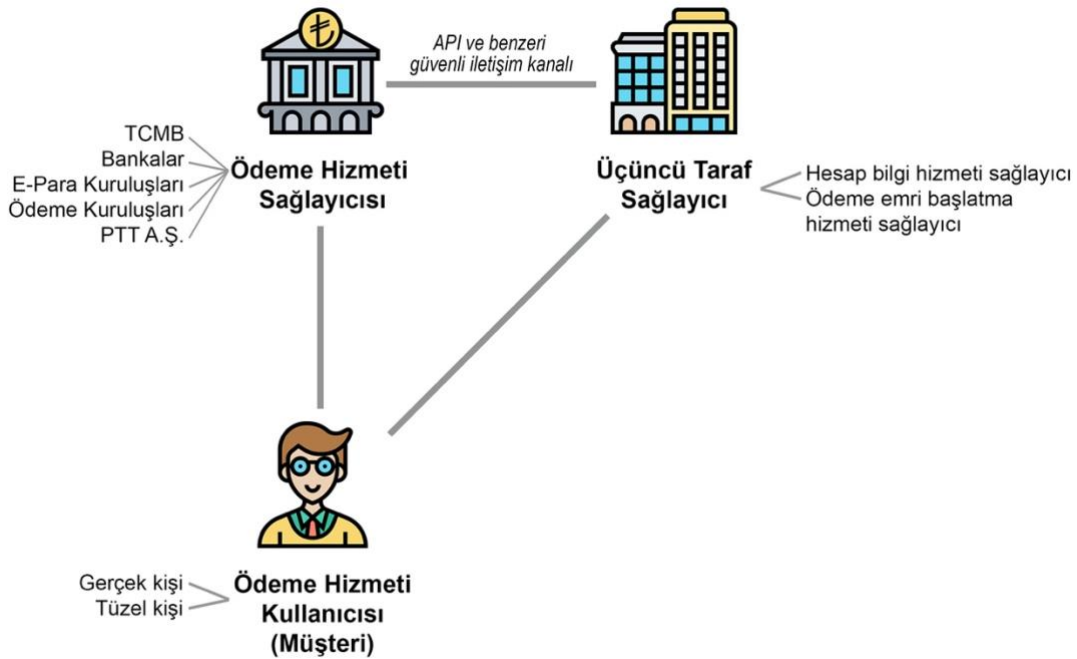 ₺
API ve benzeri
güvenli iletişim kanalı
TCMB
Bankalar
E-Para Kuruluşları
Ödeme Kuruluşları
PTT A.Ş.
Ödeme Hizmeti
Sağlayıcısı
Üçüncü Taraf
Sağlayıcı
Hesap bilgi hizmeti sağlayıcı
Ödeme emri başlatma
hizmeti sağlayıcı
Gerçek kişi
Tüzel kişi
Ödeme Hizmeti
Kullanıcısı
(Müşteri)